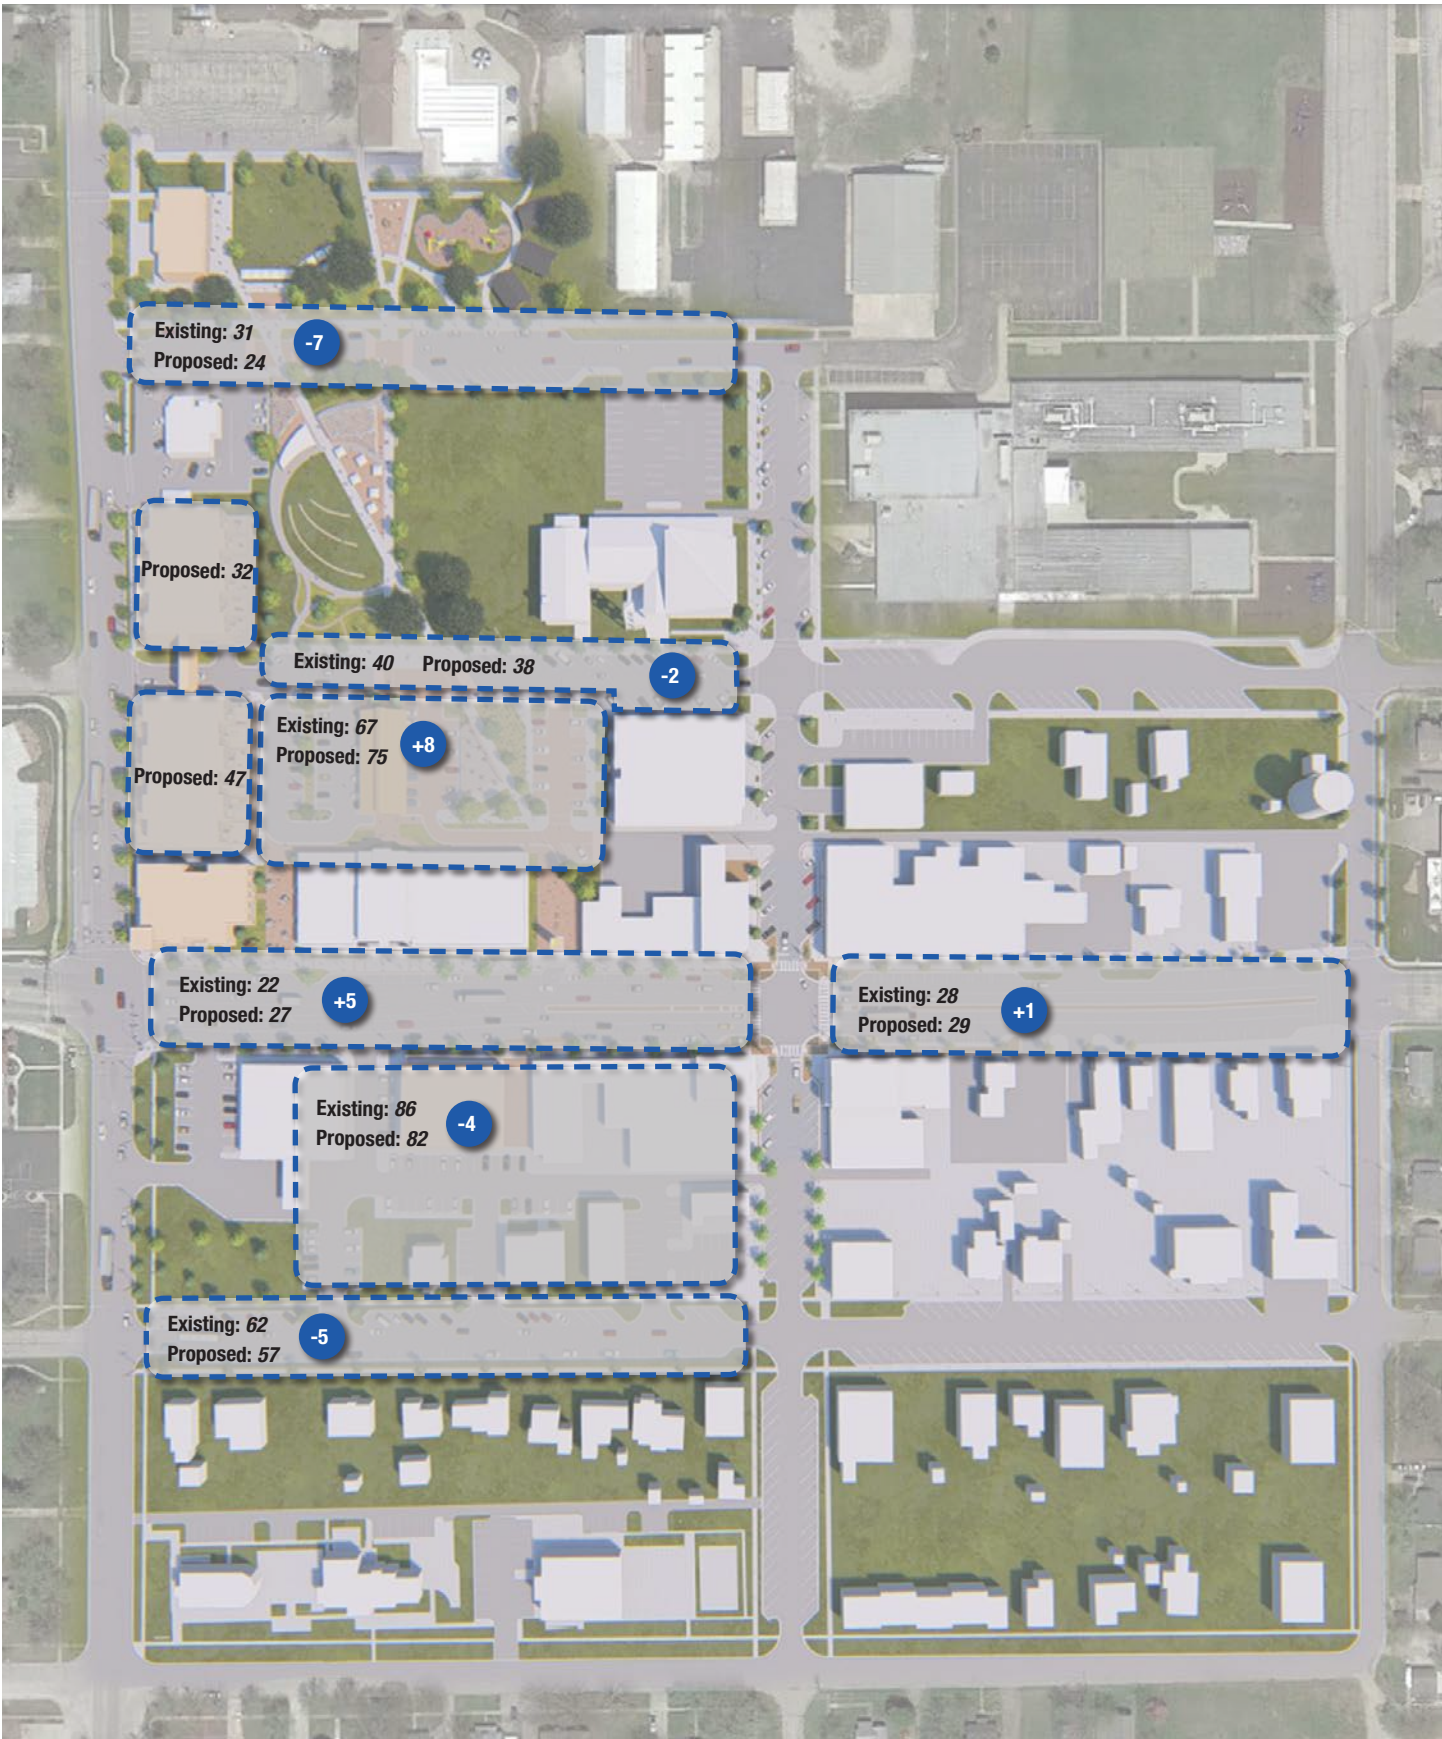 Existing: 31
Proposed: 24
-7
Proposed: 32
Existing: 40 Proposed: 38
-2
Existing: 67
Proposed: 75
+8
Proposed: 47
Existing: 22
Proposed: 27
+5
Existing: 28
Proposed: 29
+1
Existing: 86
Proposed: 82
-4
Existing: 62
Proposed: 57
-5